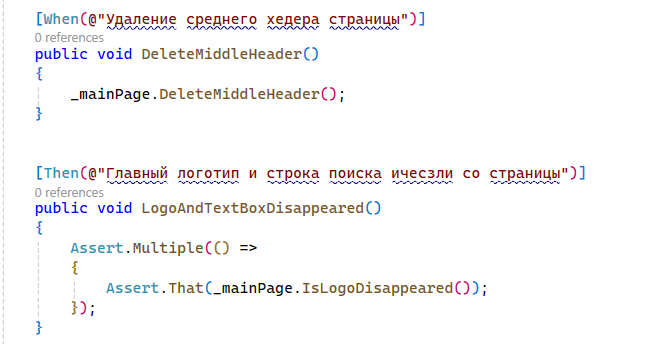 [When(@"Удаление среднего хедера страницы")]
0 references
public void DeleteMiddleHeader()
{
_mainPage.DeleteMiddleHeader();
}
[Then(@"Главный логотип и строка поиска ичесзли со страницы")]
0 references
public void LogoAndTextBoxDisappeared()
{
Assert.Multiple(() =>
{
Assert.That(_mainPage.IsLogoDisappeared());
});
}